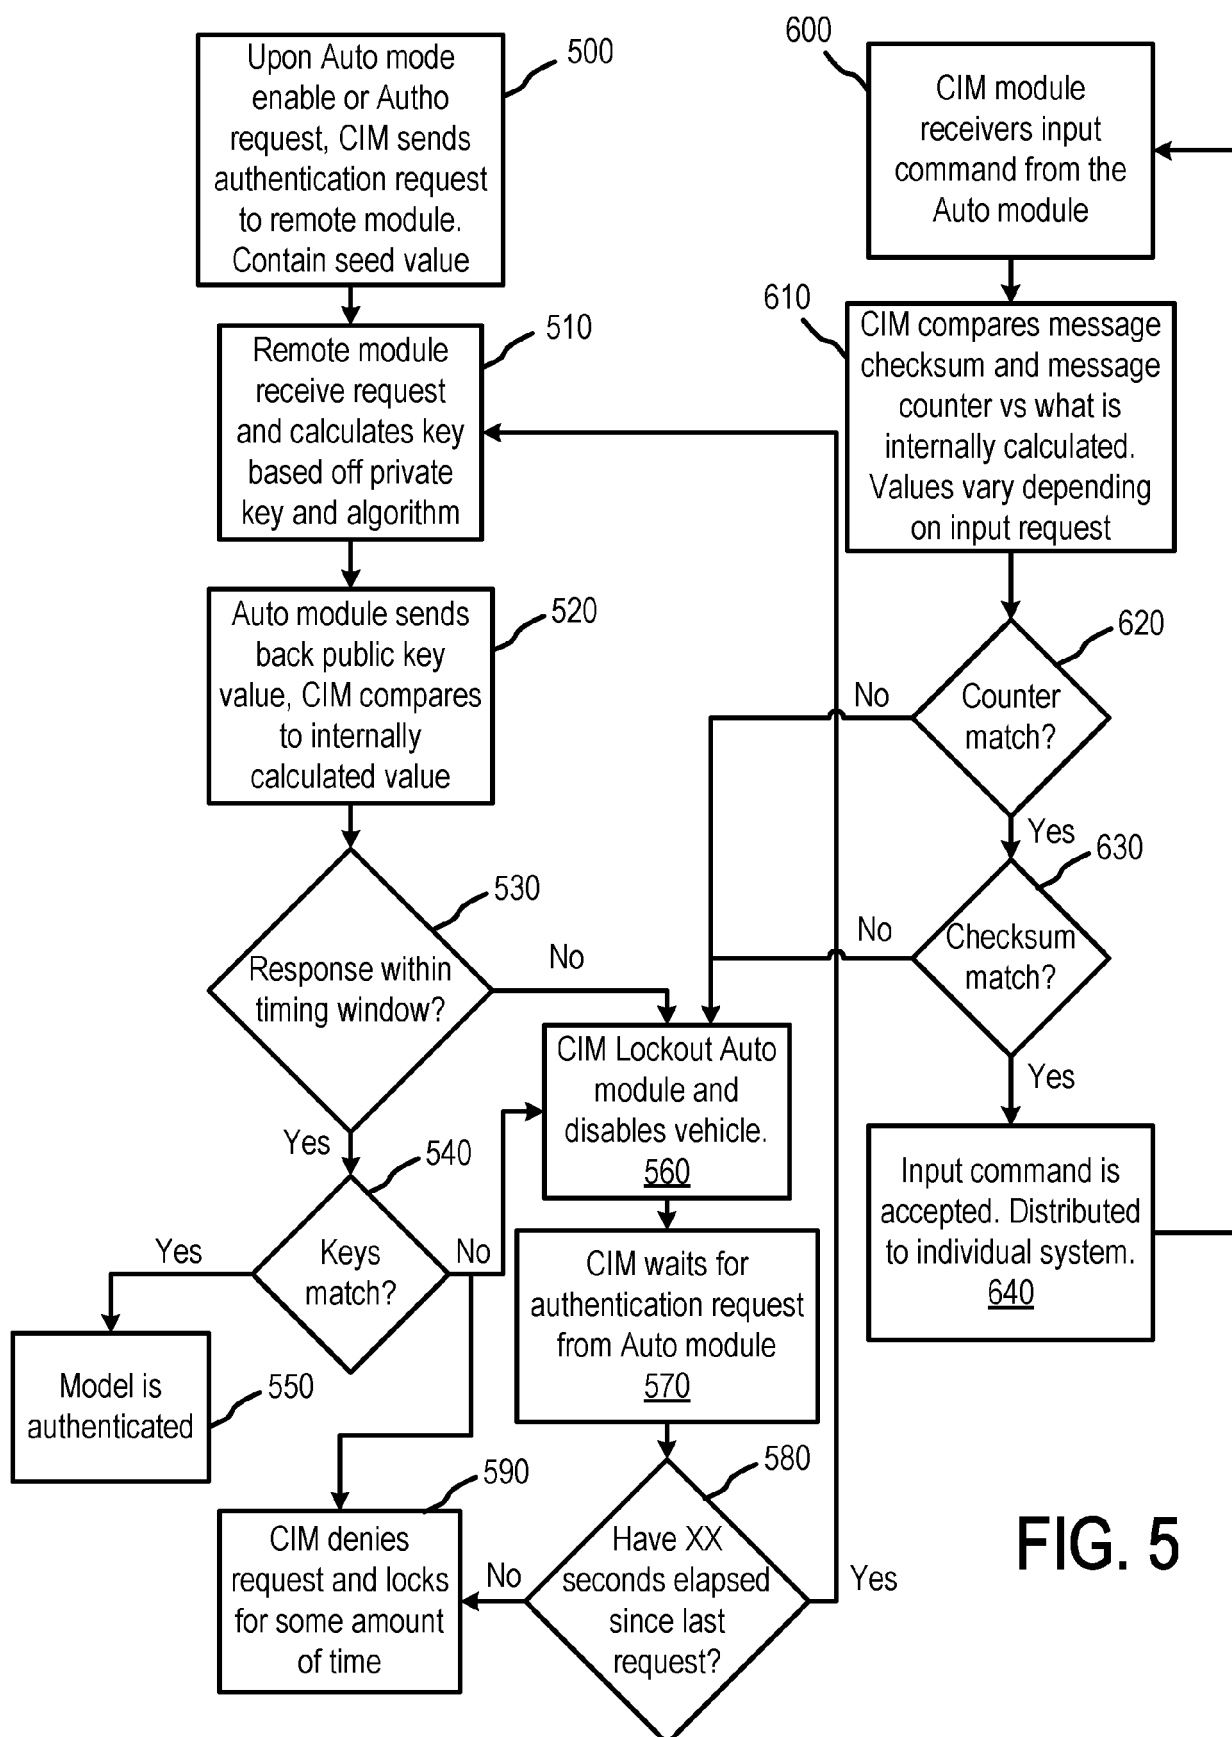 Upon Auto mode
enable or Autho
request, CIM sends
authentication request
to remote module.
Contain seed value
500
Remote module
receive request
and calculates key
based off private
key and algorithm
510
Auto module sends
back public key
value, CIM compares
to internally
calculated value
520
Response within
timing window?
530
No
Yes
Keys
match?
540
Yes
No
Model is
authenticated
550
CIM Lockout Auto
module and
disables vehicle.
560
CIM waits for
authentication request
from Auto module
570
Have XX
seconds elapsed
since last
request?
580
No
Yes
CIM denies
request and locks
for some amount
of time
590
600
CIM module
receivers input
command from the
Auto module
610
CIM compares message
checksum and message
counter vs what is
internally calculated.
Values vary depending
on input request
620
Counter
match?
No
Yes
630
Checksum
match?
No
Yes
Input command is
accepted. Distributed
to individual system.
640
FIG. 5